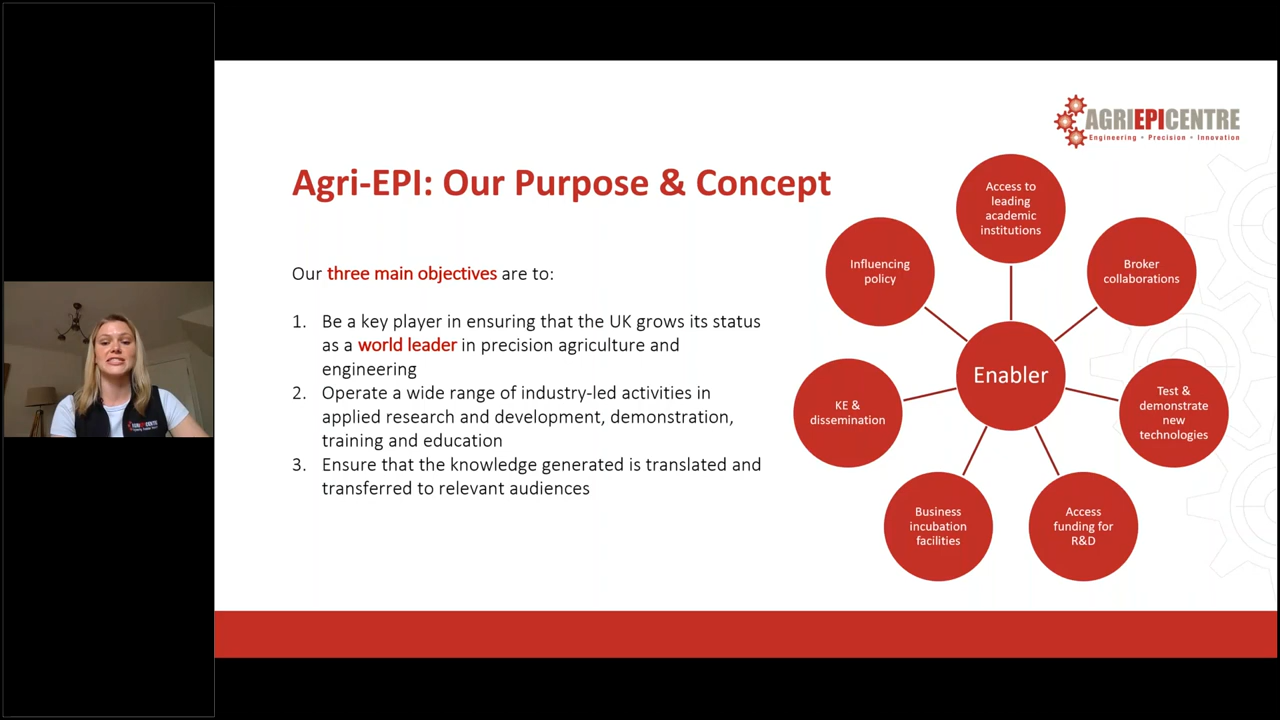 AGRIEPICENTRE
Engineering • Precision • Innovation
Agri-EPI: Our Purpose & Concept
Our three main objectives are to:
1. Be a key player in ensuring that the UK grows its status
as a world leader in precision agriculture and
engineering
2. Operate a wide range of industry-led activities in
applied research and development, demonstration,
training and education
3. Ensure that the knowledge generated is translated and
transferred to relevant audiences
Enabler
Access to
leading
academic
institutions
Broker
collaborations
Test &
demonstrate
new
technologies
Access
funding for
R&D
Business
incubation
facilities
KE &
dissemination
Influencing
policy
AGRIEPICENTRE